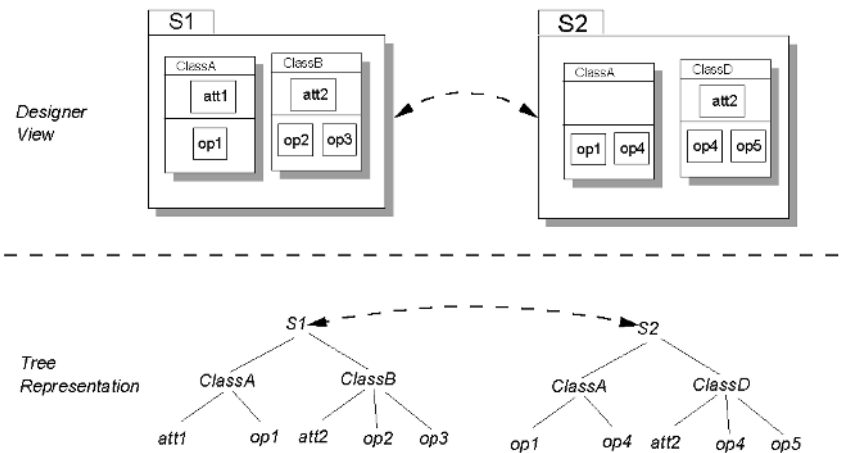 S1
S2
ClassA
ClassB
ClassA
ClassD
att1
att2
att2
Designer
View
op1
op2
op3
op1
op4
op4
op5
S1
S2
Tree
Representation
ClassA
ClassB
ClassA
ClassD
att1
op1
att2
op2
op3
op1
op4
att2
op4
op5